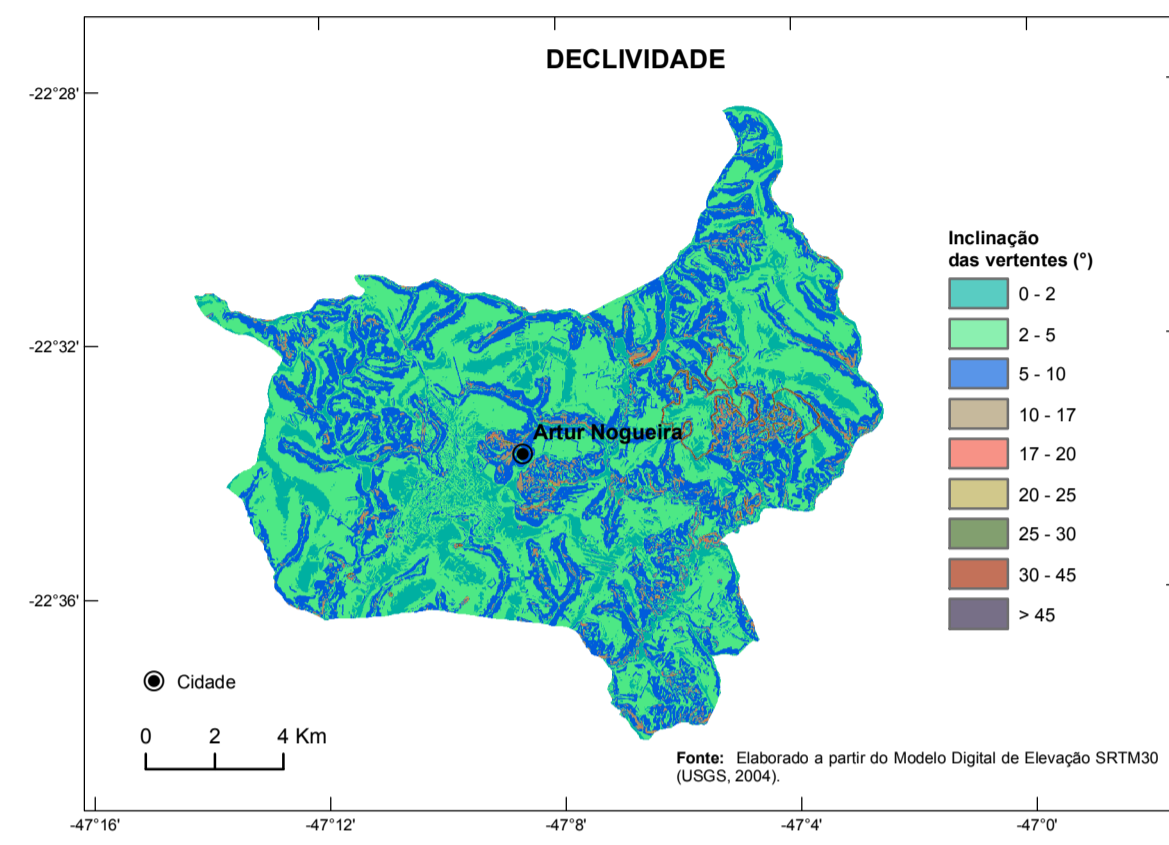 DECLIVIDADE
-22°28'
-22°32'
-22°36'
Artur Nogueira
Inclinação
das vertentes (°)
0 - 2
2 - 5
5 - 10
10 - 17
17 - 20
20 - 25
25 - 30
30 - 45
> 45
Cidade
0 2 4 Km
Fonte: Elaborado a partir do Modelo Digital de Elevação SRTM30
(USGS, 2004).
-47°16' -47°12' -47°8' -47°4' -47°0'